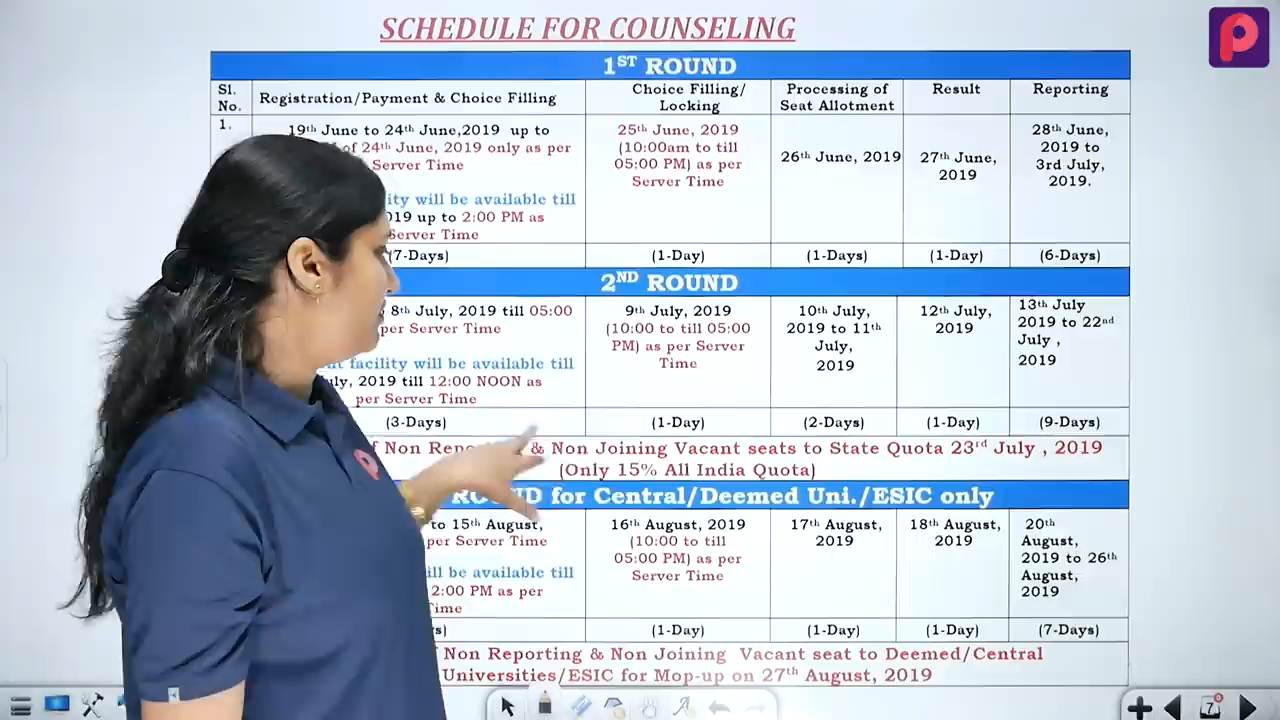 SCHEDULE FOR COUNSELING
1ST ROUND
Sl. No.
Registration/Payment & Choice Filling
Choice Filling/
Locking
Processing of
Seat Allotment
Result
Reporting
1.
19th June to 24th June,2019 up to
of 24th June, 2019 only as per
Server Time
ity will be available till
019 up to 2:00 PM as
Server Time
25th June, 2019
(10:00am to till
05:00 PM) as per
Server Time
26th June, 2019
27th June,
2019
28th June,
2019 to
3rd July,
2019.
(7-Days)
(1-Day)
(1-Days)
(1-Day)
(6-Days)
2ND ROUND
8th July, 2019 till 05:00
per Server Time
facility will be available till
uly, 2019 till 12:00 NOON as
per Server Time
9th July, 2019
(10:00 to till 05:00
PM) as per Server
Time
10th July,
2019 to 11th
July,
2019
12th July,
2019
13th July
2019 to 22nd
July ,
2019
(3-Days)
(1-Day)
(2-Days)
(1-Day)
(9-Days)
Non Repo & Non Joining Vacant seats to State Quota 23rd July , 2019
(Only 15% All India Quota)
ROUND for Central/Deemed Uni./ESIC only
to 15th August,
per Server Time
ill be available till
2:00 PM as per
Time
16th August, 2019
(10:00 to till
05:00 PM) as per
Server Time
17th August,
2019
18th August,
2019
20th
August,
2019 to 26th
August,
2019
s)
(1-Day)
(1-Day)
(1-Day)
(7-Days)
Non Reporting & Non Joining Vacant seat to Deemed/Central
Universities/ESIC for Mop-up on 27th August, 2019
7